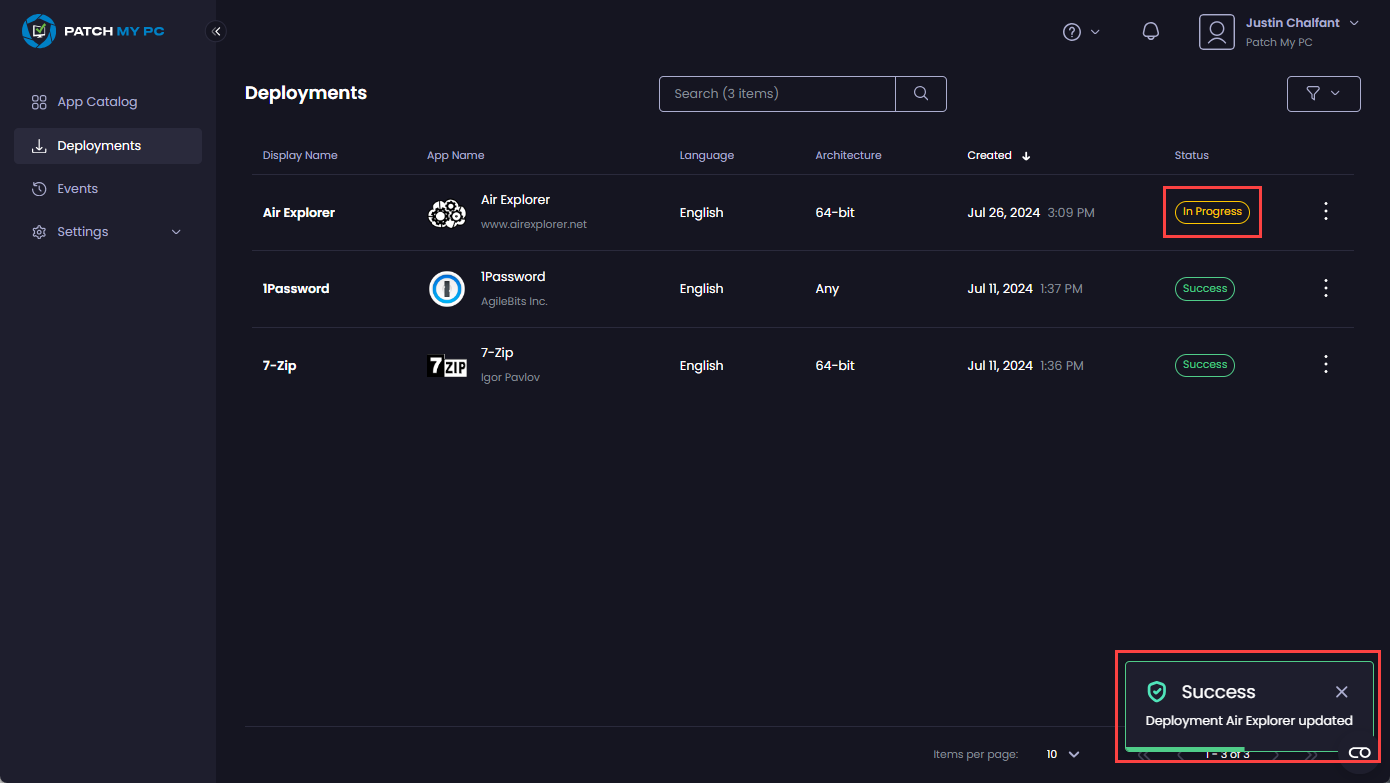 PATCH MY PC
Justin Chalfant
Patch My PC
App Catalog
Deployments
Events
Settings
Deployments
Search (3 items)
Display Name App Name Language Architecture Created Status
Air Explorer Air Explorer www.airexplorer.net English 64-bit Jul 26, 2024 3:09 PM In Progress
1Password 1Password AgileBits Inc. English Any Jul 11, 2024 1:37 PM Success
7-Zip 7 ZIP 7-Zip Igor Pavlov English 64-bit Jul 11, 2024 1:36 PM Success
Success
Deployment Air Explorer updated
Items per page: 10 1 - 3 of 3